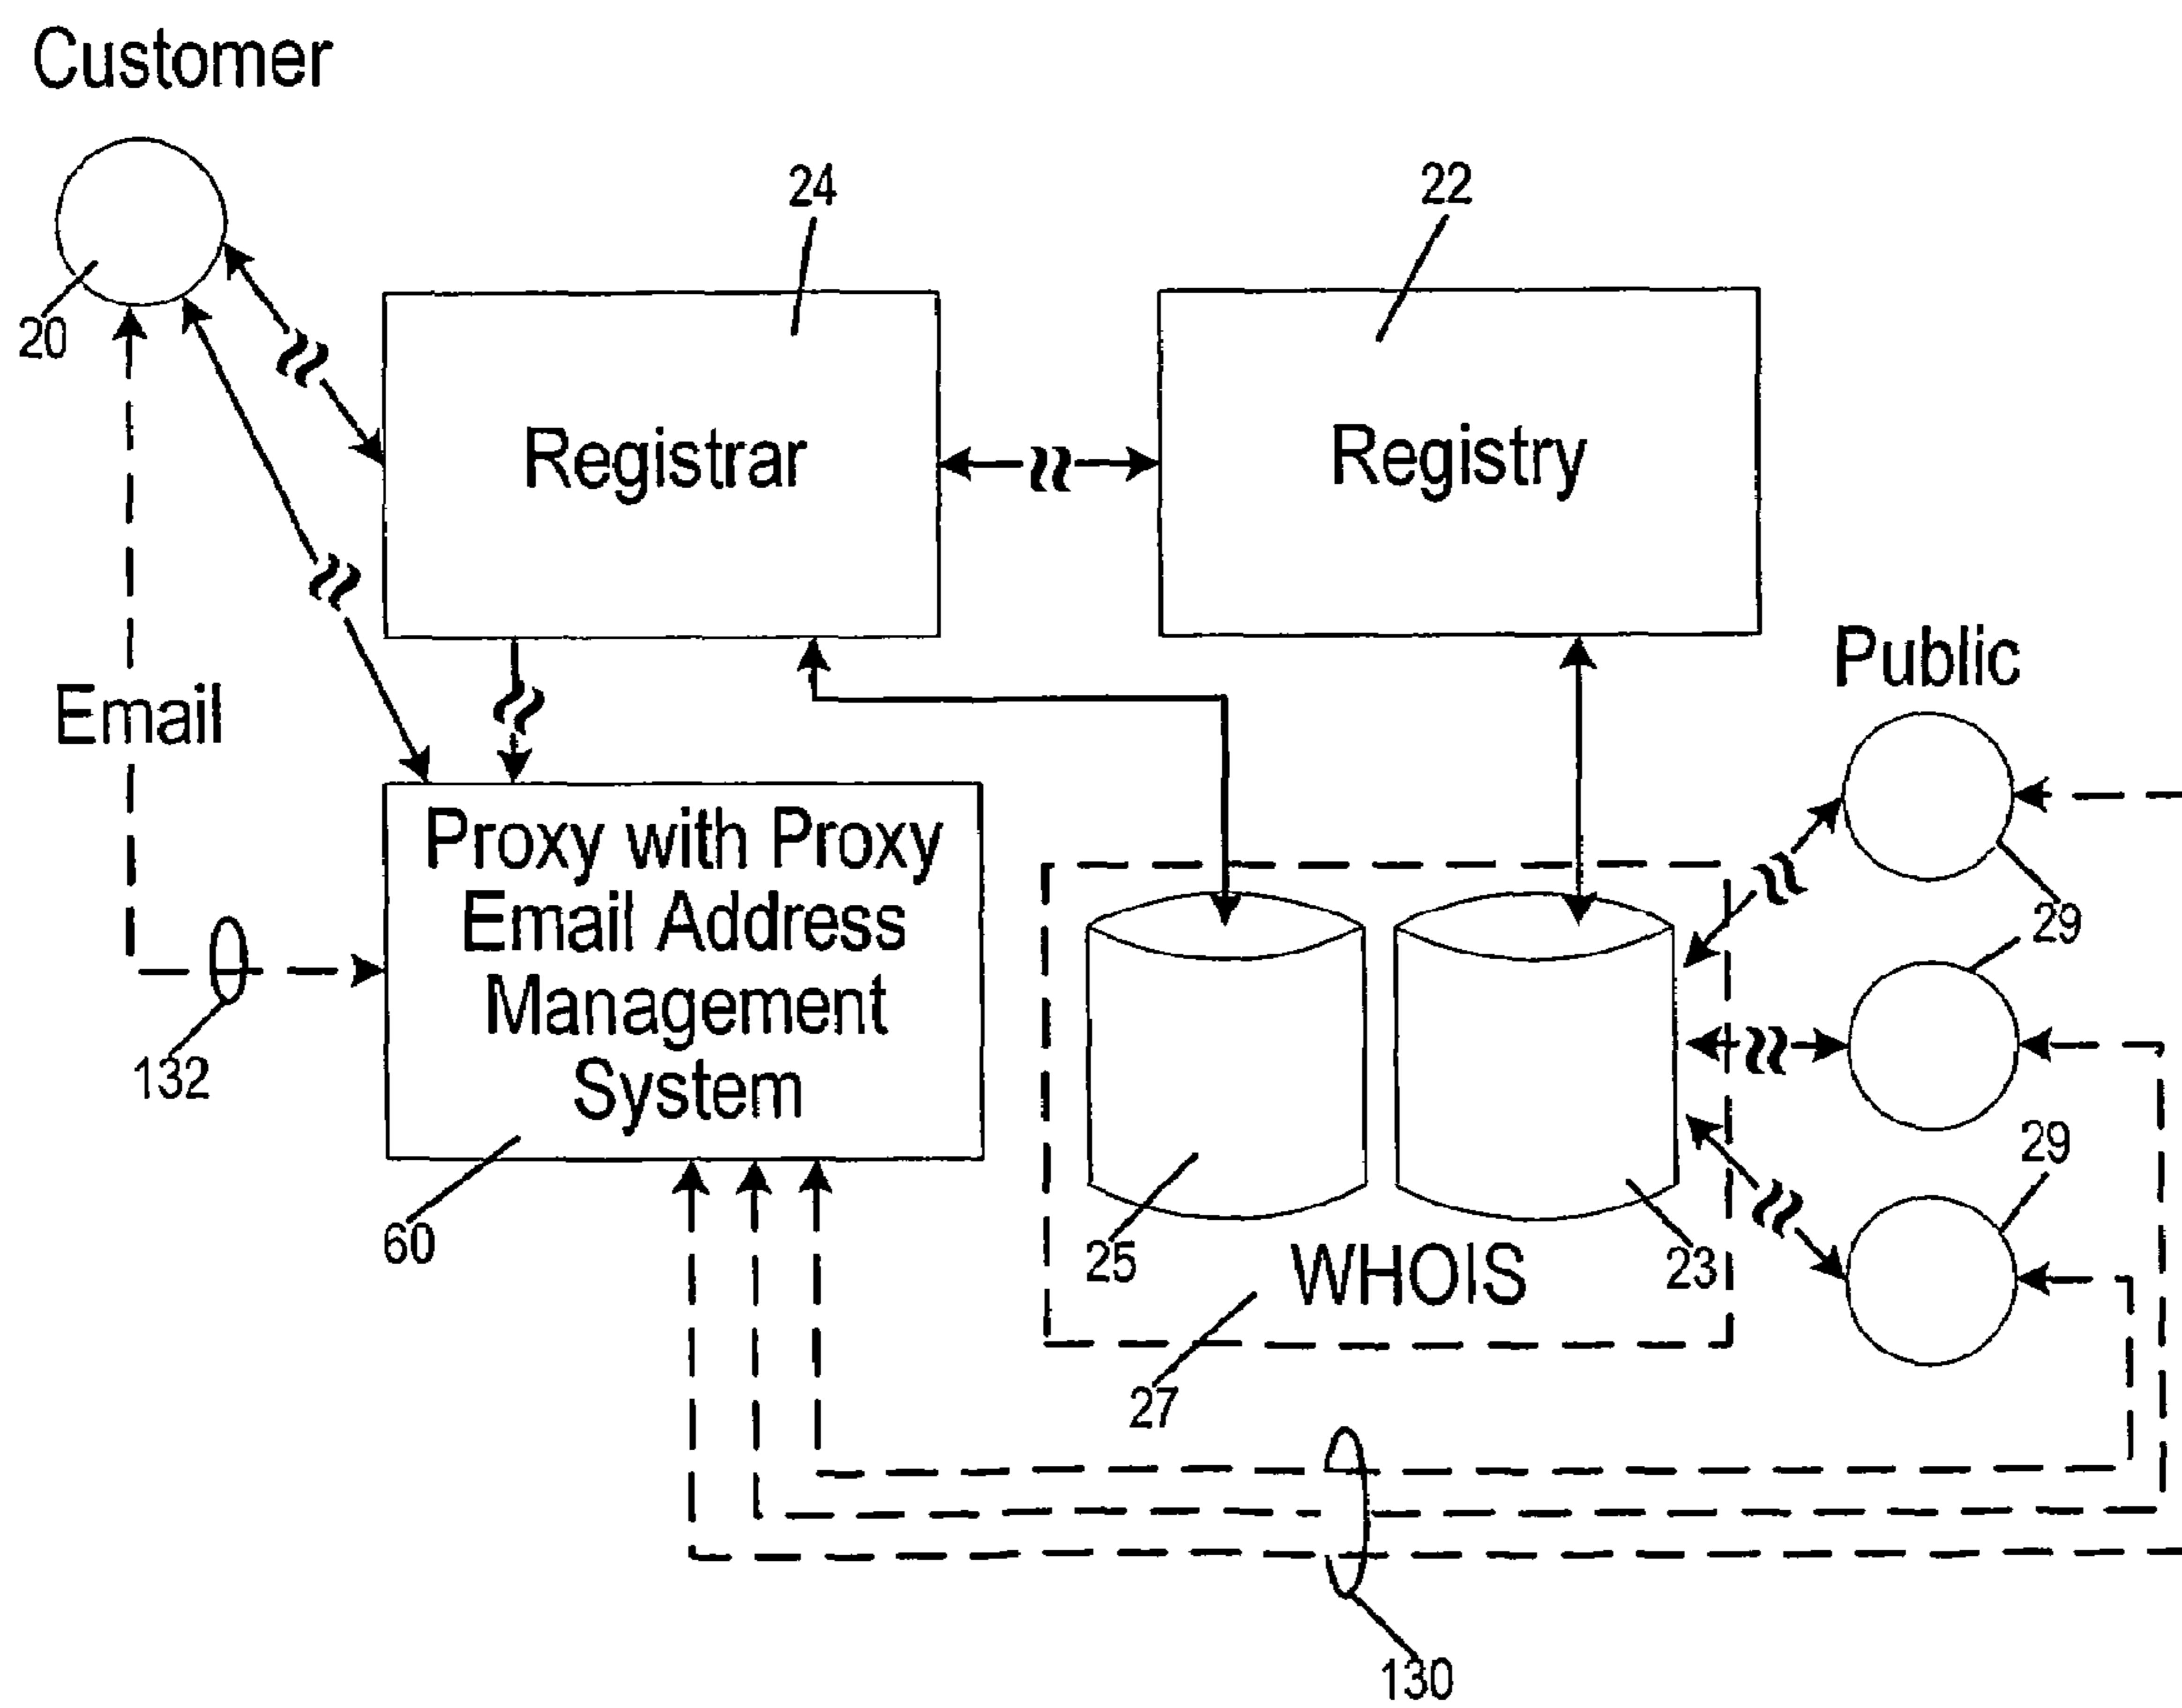 Customer
24
22
20
Registrar
Registry
Public
Email
Proxy with Proxy
Email Address
Management
System
29
132
29
60
25
WHOIS
23
27
130